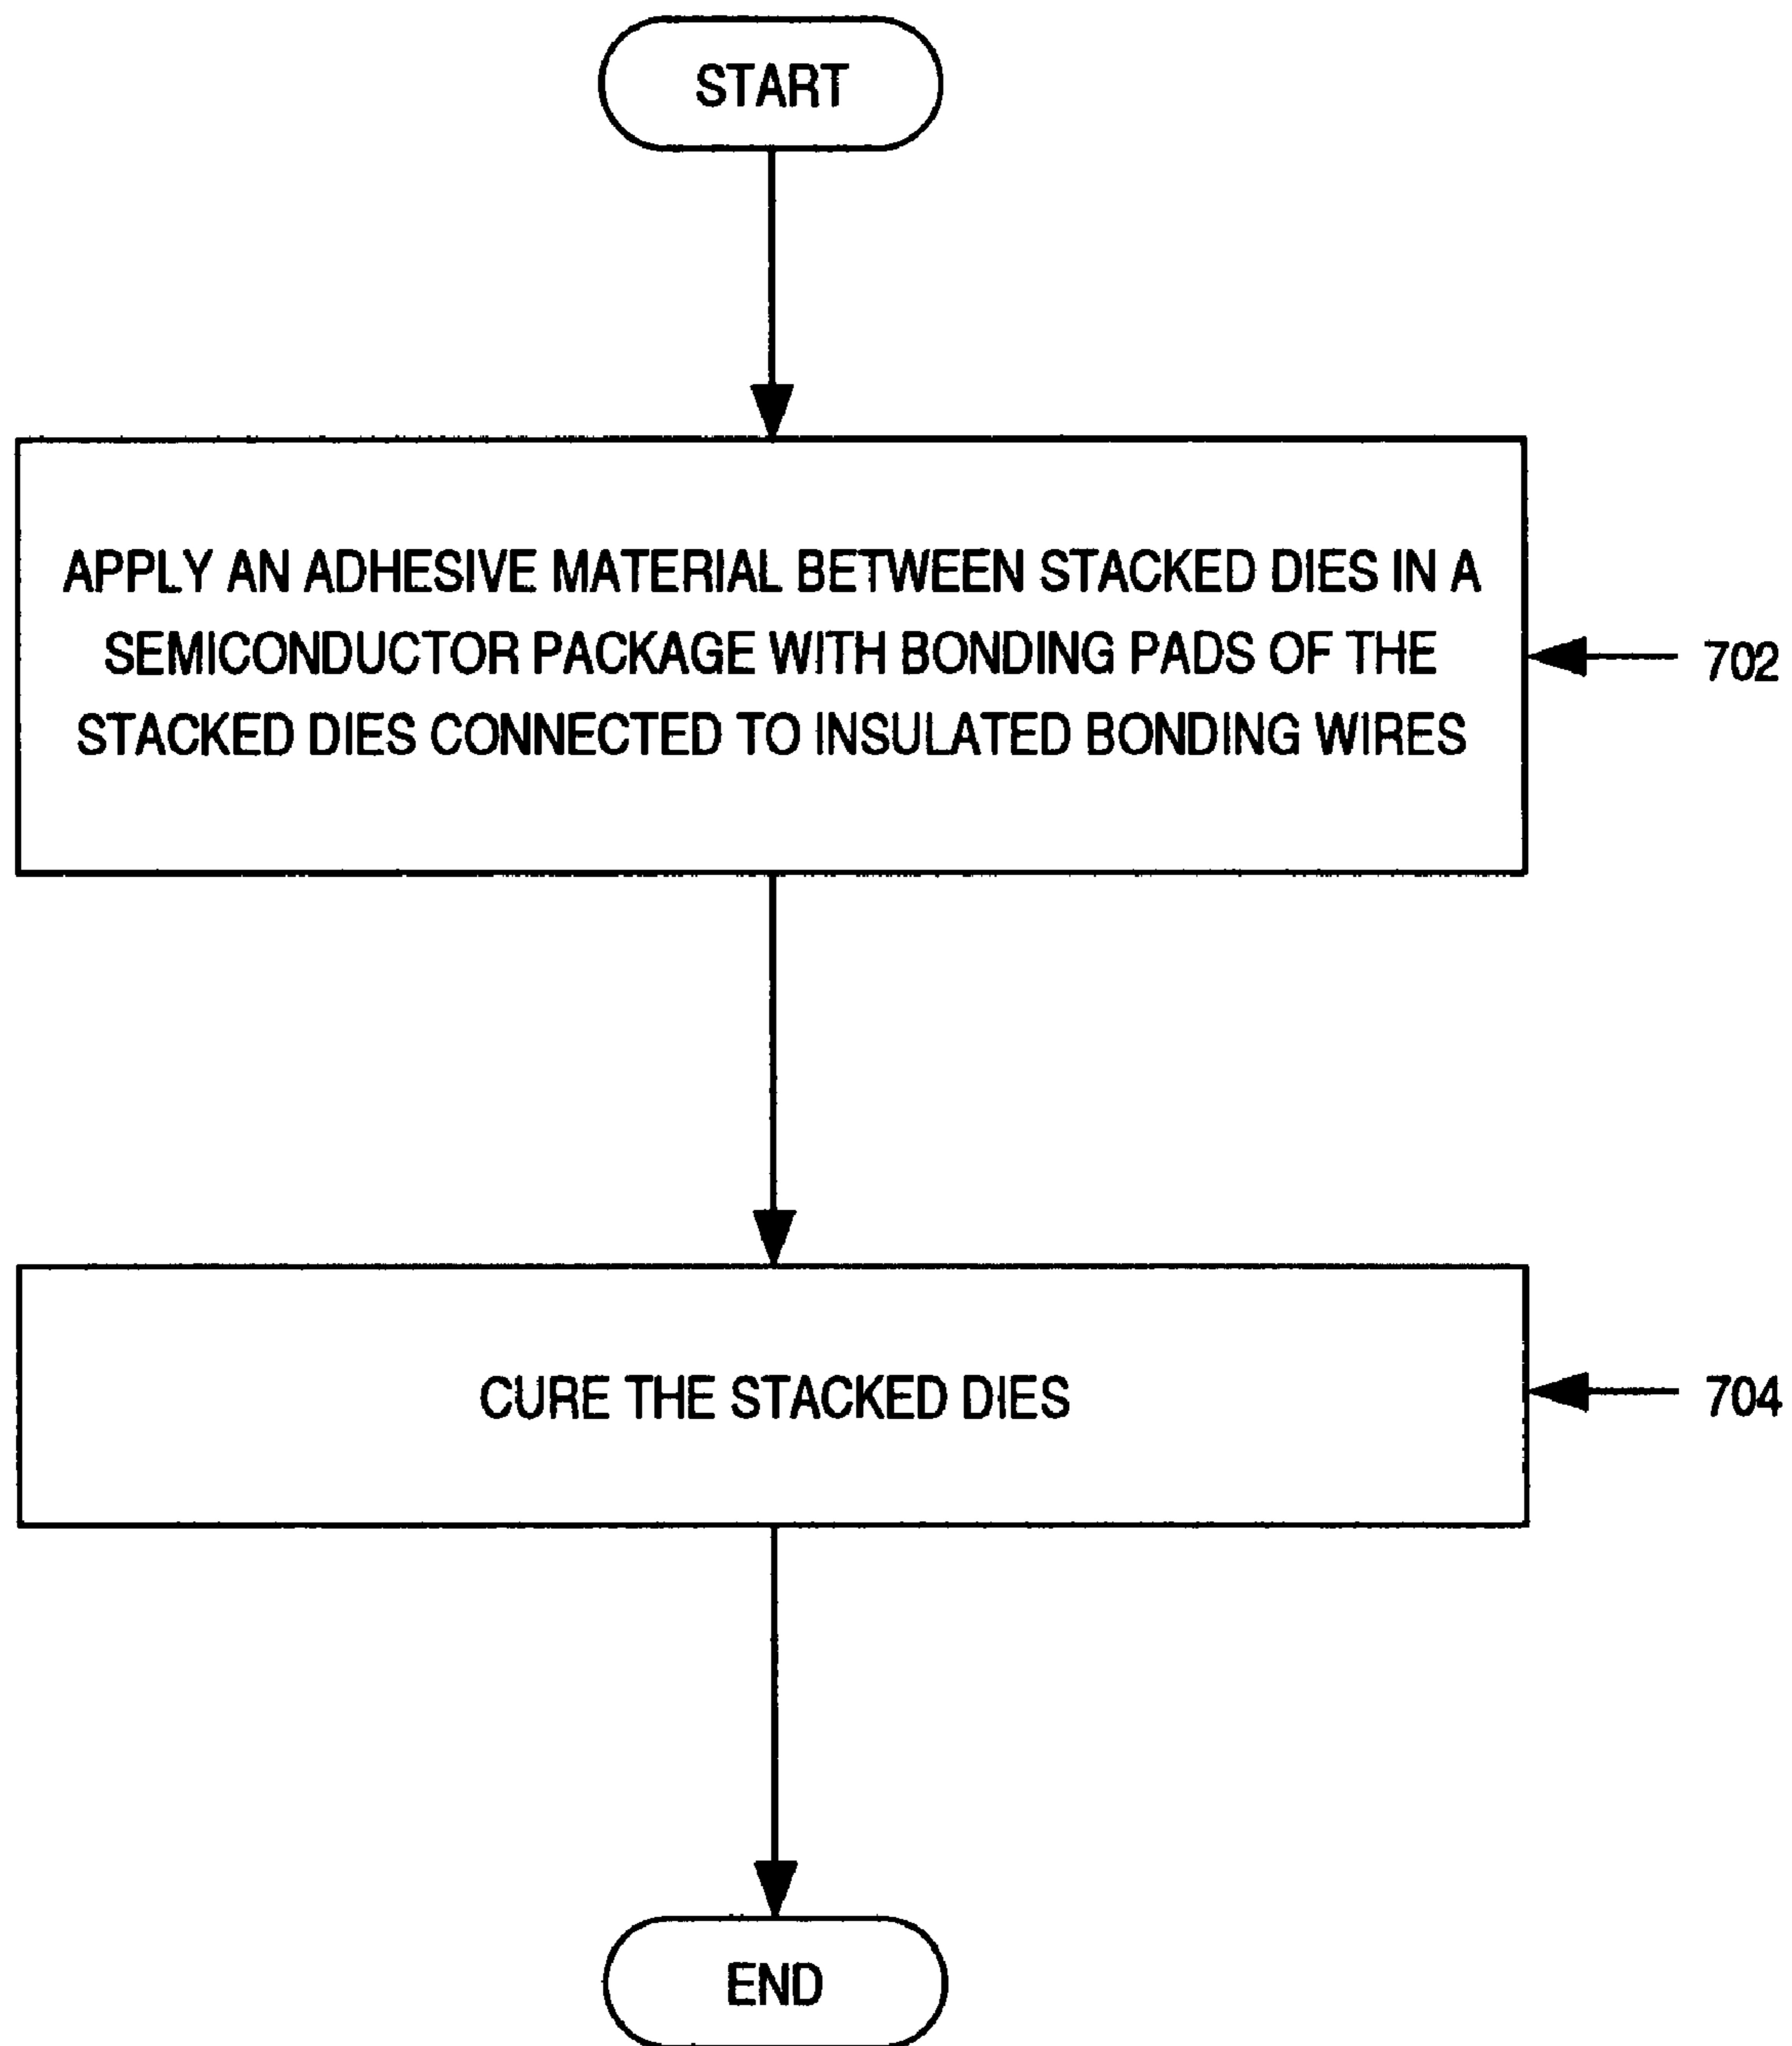 START
APPLY AN ADHESIVE MATERIAL BETWEEN STACKED DIES IN A
SEMICONDUCTOR PACKAGE WITH BONDING PADS OF THE
STACKED DIES CONNECTED TO INSULATED BONDING WIRES
702
CURE THE STACKED DIES
704
END